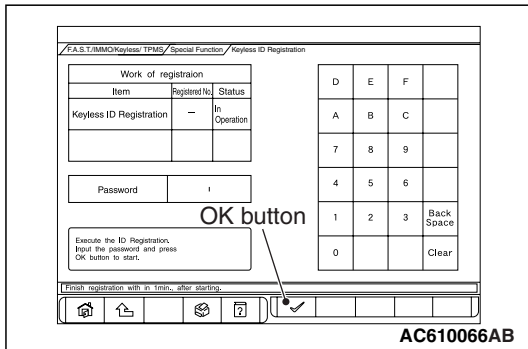 F.A.S.T./IMMO/Keyless/ TPMS / Special Function / Keyless ID Registration
Work of registraion
Item Registered No. Status
Keyless ID Registration – In Operation
Password I
Execute the ID Registration.
Input the password and press
OK button to start.
D E F
A B C
7 8 9
4 5 6
1 2 3 Back Space
0 Clear
OK button
Finish registration with in 1min., after starting.
?
AC610066AB